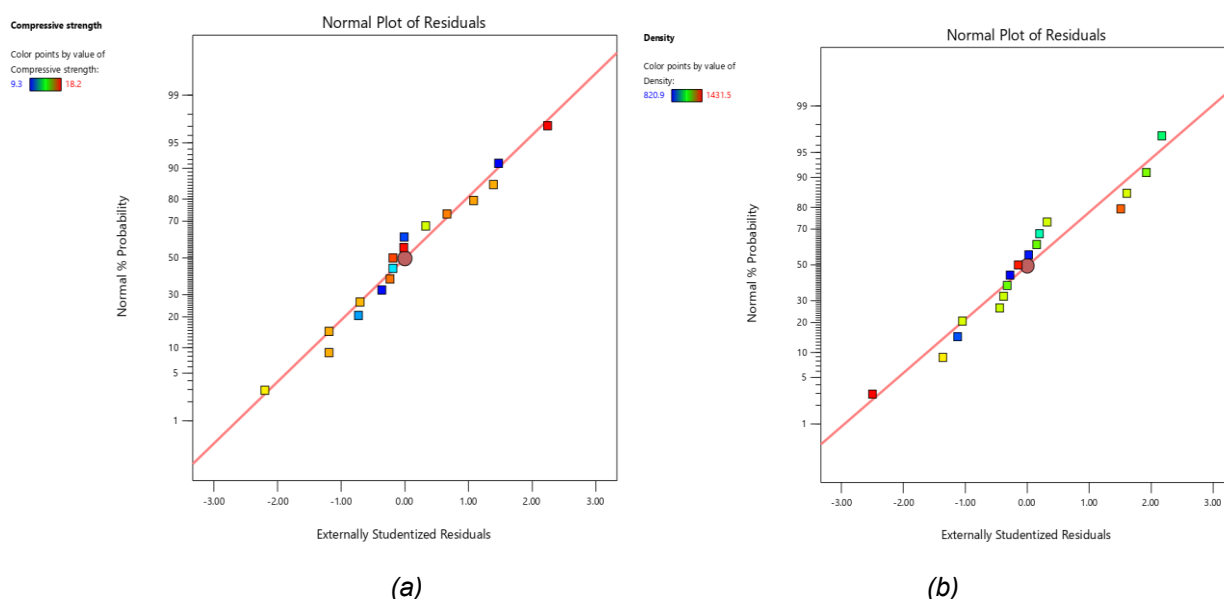 Compressive strength
Color points by value of
Compressive strength:
9.3 18.2
Normal Plot of Residuals
Normal % Probability
99
95
90
80
70
50
30
20
10
5
1
-3.00 -2.00 -1.00 0.00 1.00 2.00 3.00
Externally Studentized Residuals
(a)
Density
Color points by value of
Density:
820.9 1431.5
Normal Plot of Residuals
Normal % Probability
99
95
90
80
70
50
30
20
10
5
1
-3.00 -2.00 -1.00 0.00 1.00 2.00 3.00
Externally Studentized Residuals
(b)